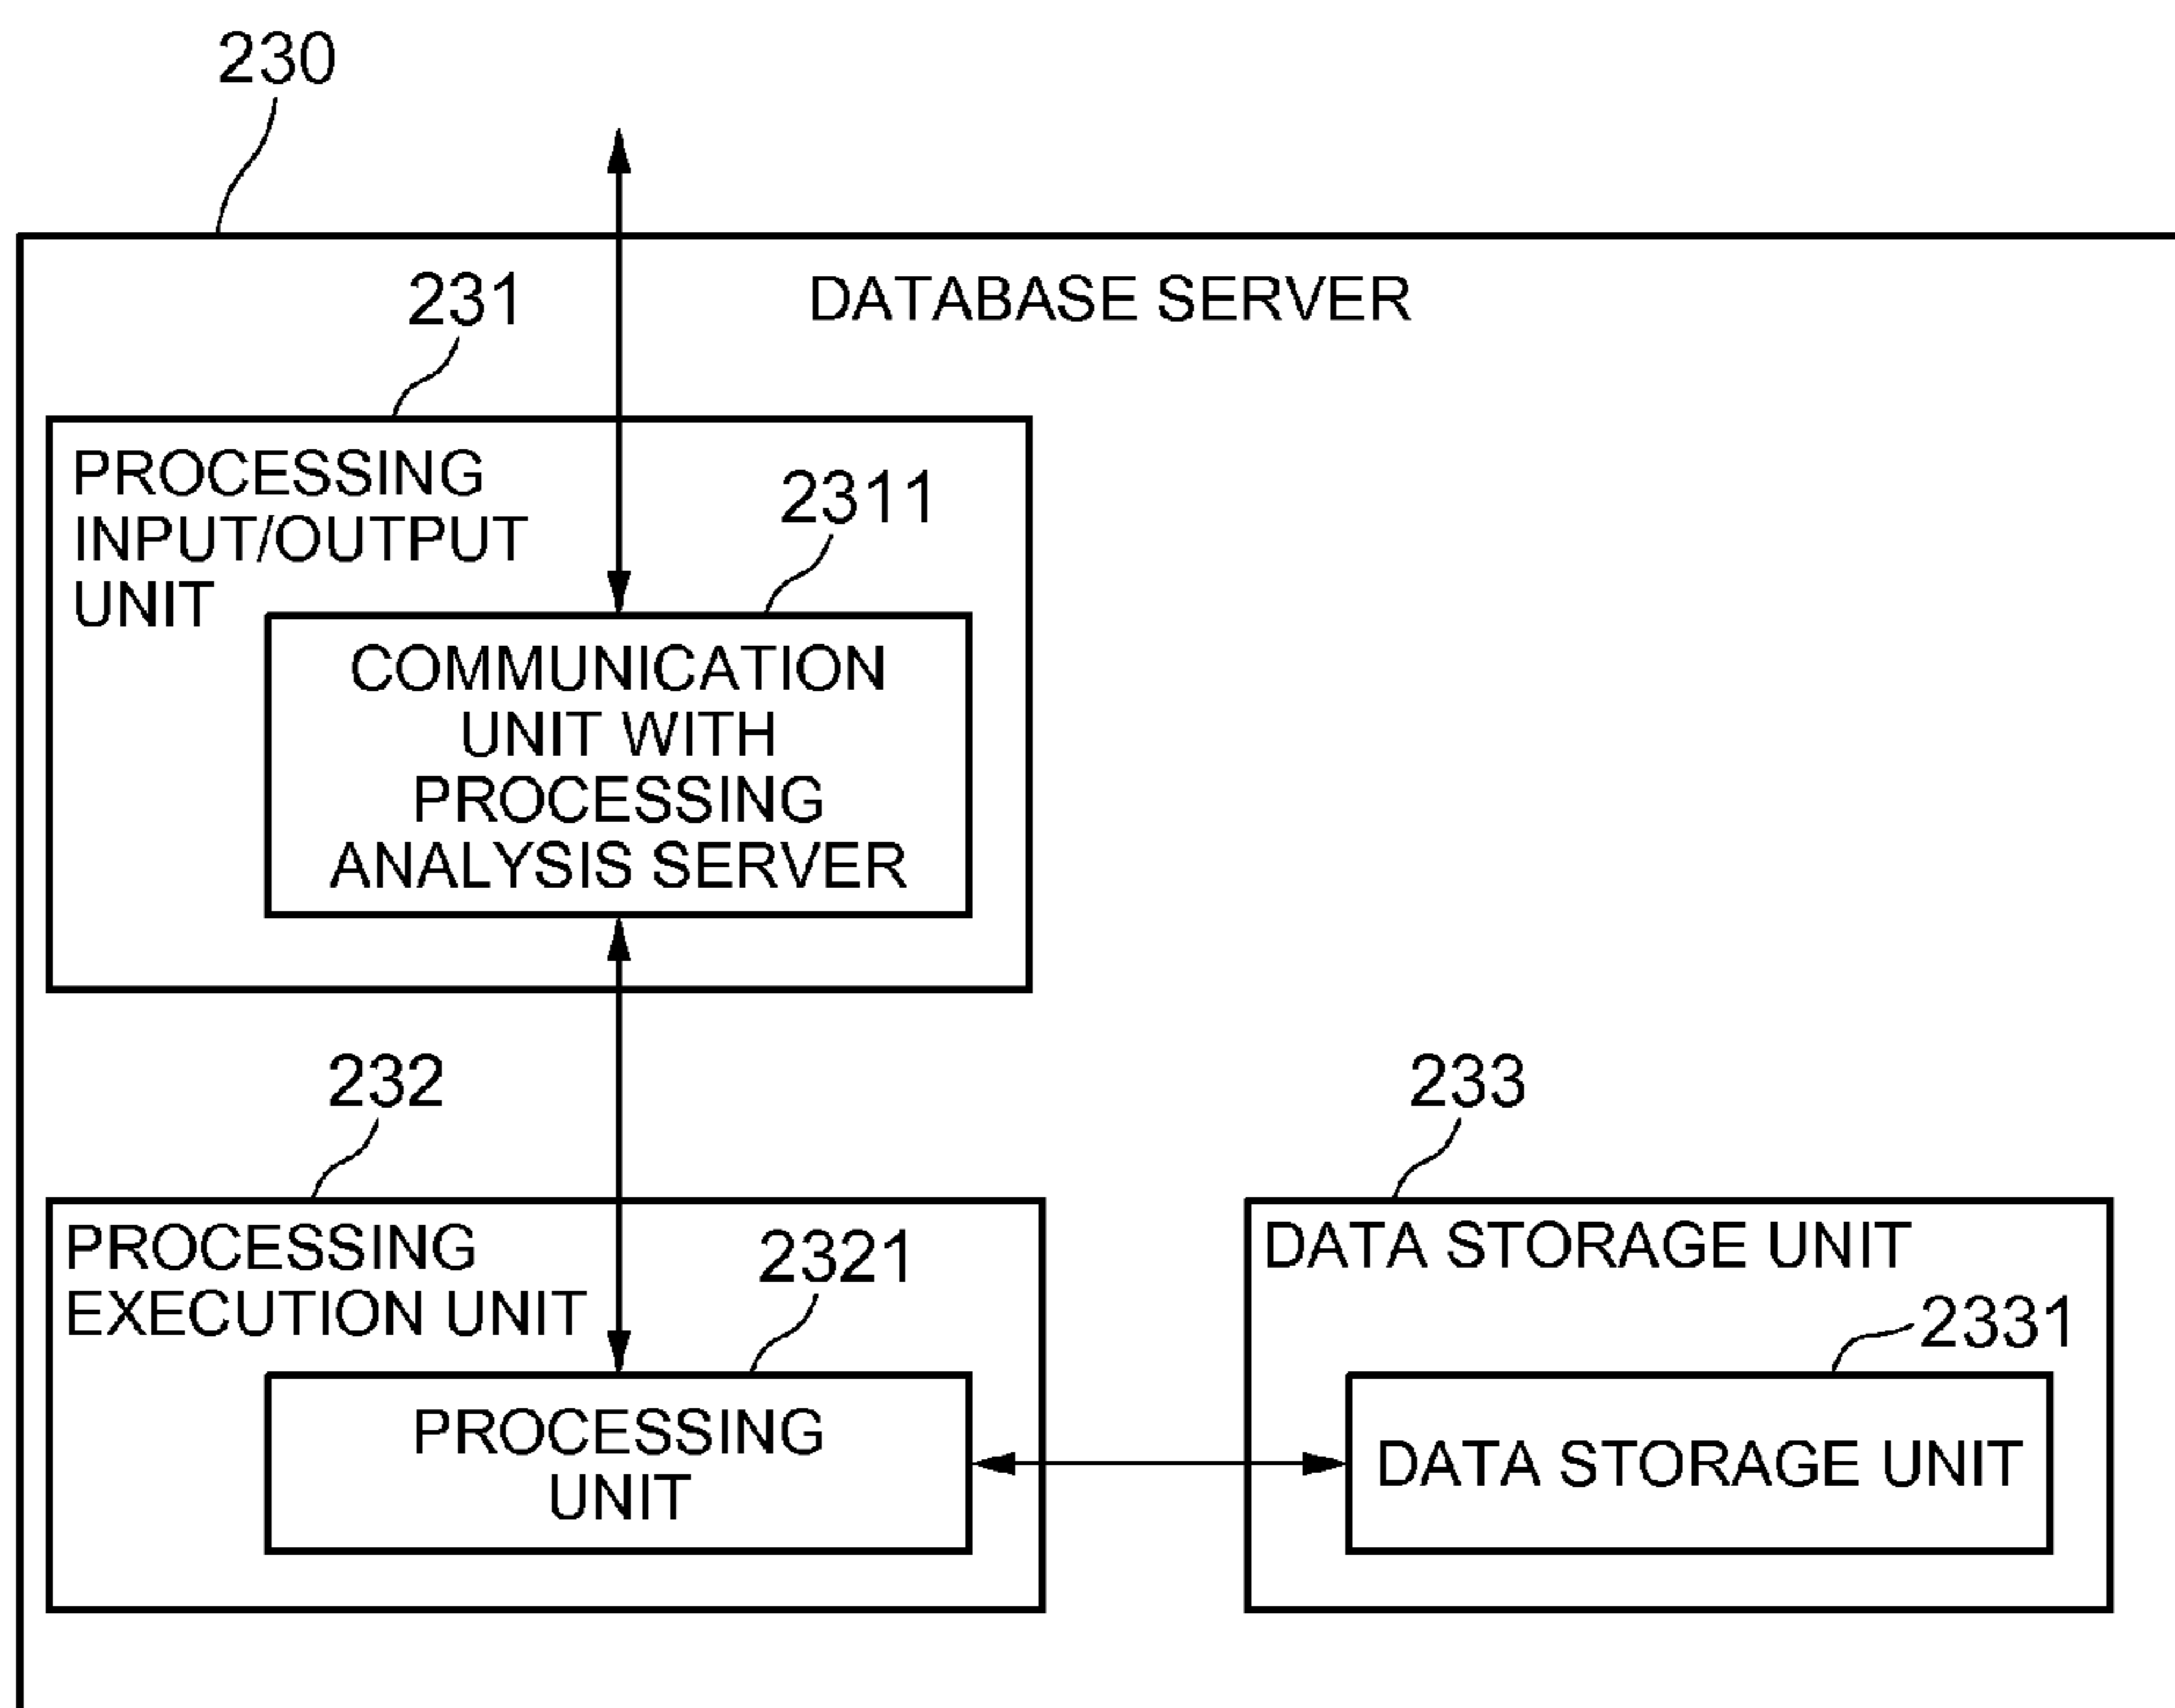 230
DATABASE SERVER
231
PROCESSING
INPUT/OUTPUT
UNIT
2311
COMMUNICATION
UNIT WITH
PROCESSING
ANALYSIS SERVER
232
PROCESSING
EXECUTION UNIT
2321
PROCESSING
UNIT
233
DATA STORAGE UNIT
2331
DATA STORAGE UNIT